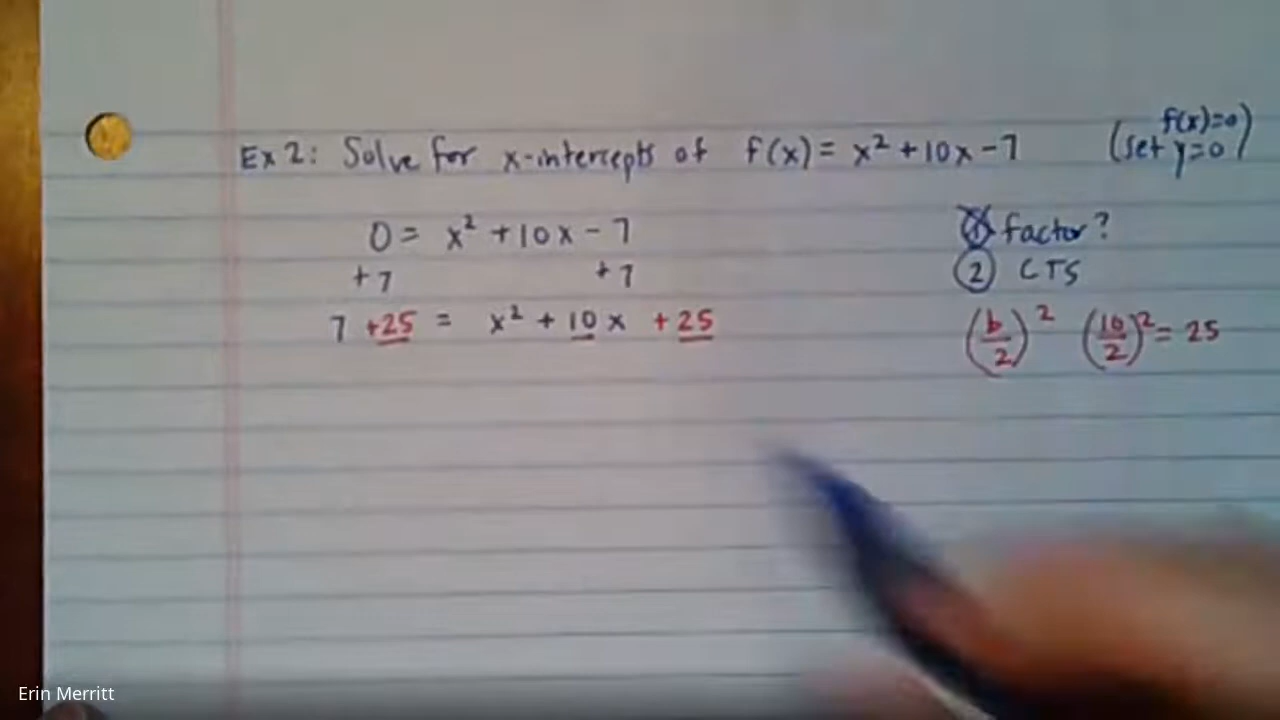 Ex 2: Solve for x-intercepts of f(x) = x² + 10x - 7 (set f(x)=0 y=0)
0 = x² + 10x - 7
① factor?
+7 +7
② CTS
7 +25 = x² + 10x + 25
(b/2)² (10/2)² = 25
Erin Merritt